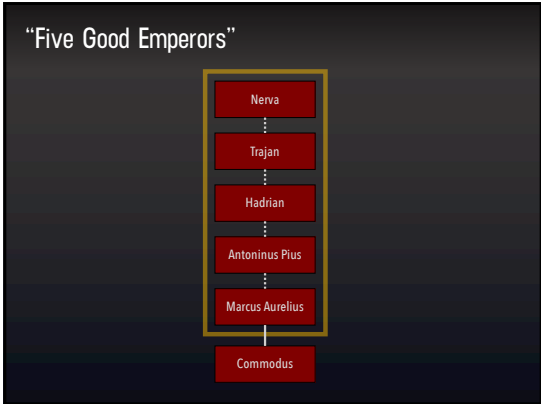 “Five Good Emperors”
Nerva
Trajan
Hadrian
Antoninus Pius
Marcus Aurelius
Commodus